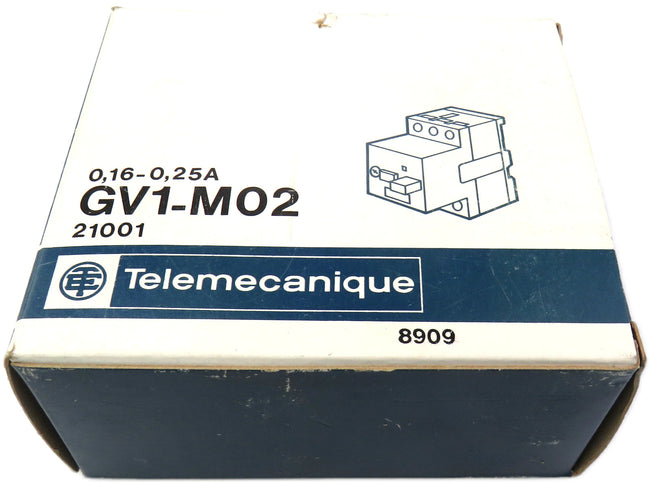 0,16-0,25A
GV1-M02
21001
Telemecanique
8909